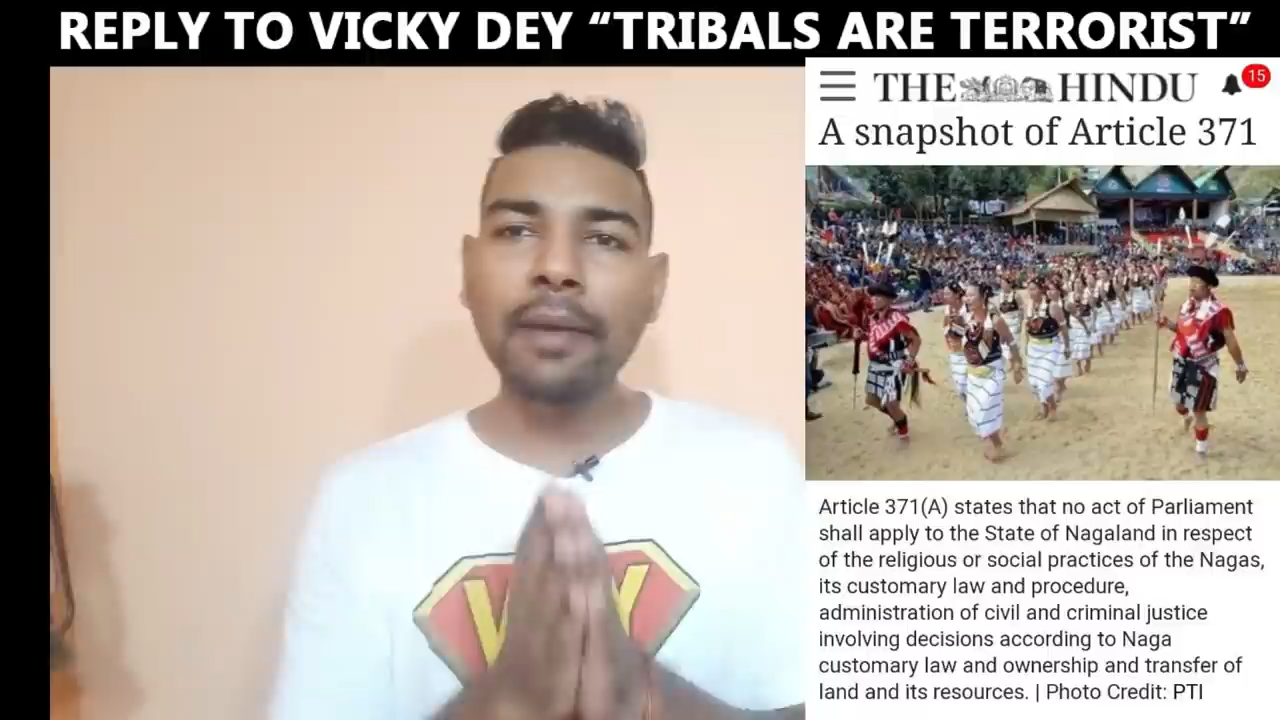 REPLY TO VICKY DEY “TRIBALS ARE TERRORIST”
THE HINDU
15
A snapshot of Article 371
Article 371(A) states that no act of Parliament
shall apply to the State of Nagaland in respect
of the religious or social practices of the Nagas,
its customary law and procedure,
administration of civil and criminal justice
involving decisions according to Naga
customary law and ownership and transfer of
land and its resources. | Photo Credit: PTI